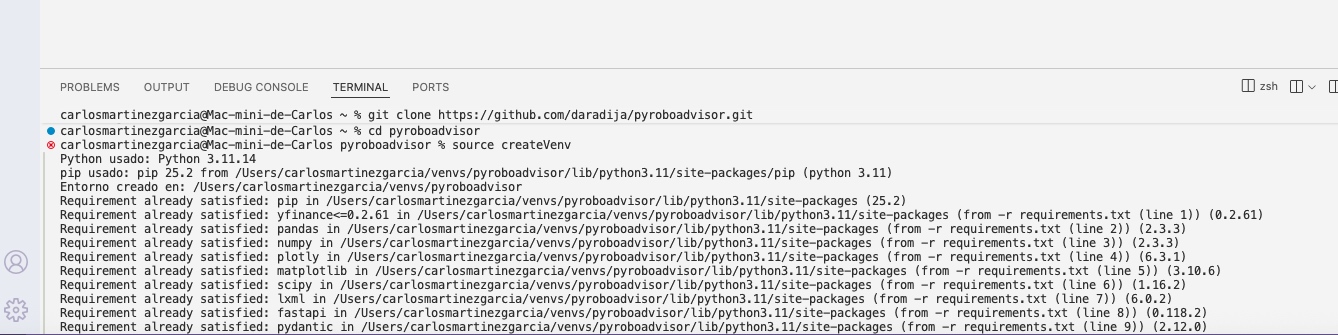 PROBLEMS OUTPUT DEBUG CONSOLE TERMINAL PORTS zsh
carlosmartinezgarcia@Mac-mini-de-Carlos ~ % git clone https://github.com/daradija/pyroboadvisor.git
carlosmartinezgarcia@Mac-mini-de-Carlos ~ % cd pyroboadvisor
carlosmartinezgarcia@Mac-mini-de-Carlos pyroboadvisor % source createVenv
Python usado: Python 3.11.14
pip usado: pip 25.2 from /Users/carlosmartinezgarcia/venvs/pyroboadvisor/lib/python3.11/site-packages/pip (python 3.11)
Entorno creado en: /Users/carlosmartinezgarcia/venvs/pyroboadvisor
Requirement already satisfied: pip in /Users/carlosmartinezgarcia/venvs/pyroboadvisor/lib/python3.11/site-packages (25.2)
Requirement already satisfied: yfinance<=0.2.61 in /Users/carlosmartinezgarcia/venvs/pyroboadvisor/lib/python3.11/site-packages (from -r requirements.txt (line 1)) (0.2.61)
Requirement already satisfied: pandas in /Users/carlosmartinezgarcia/venvs/pyroboadvisor/lib/python3.11/site-packages (from -r requirements.txt (line 2)) (2.3.3)
Requirement already satisfied: numpy in /Users/carlosmartinezgarcia/venvs/pyroboadvisor/lib/python3.11/site-packages (from -r requirements.txt (line 3)) (2.3.3)
Requirement already satisfied: plotly in /Users/carlosmartinezgarcia/venvs/pyroboadvisor/lib/python3.11/site-packages (from -r requirements.txt (line 4)) (6.3.1)
Requirement already satisfied: matplotlib in /Users/carlosmartinezgarcia/venvs/pyroboadvisor/lib/python3.11/site-packages (from -r requirements.txt (line 5)) (3.10.6)
Requirement already satisfied: scipy in /Users/carlosmartinezgarcia/venvs/pyroboadvisor/lib/python3.11/site-packages (from -r requirements.txt (line 6)) (1.16.2)
Requirement already satisfied: lxml in /Users/carlosmartinezgarcia/venvs/pyroboadvisor/lib/python3.11/site-packages (from -r requirements.txt (line 7)) (6.0.2)
Requirement already satisfied: fastapi in /Users/carlosmartinezgarcia/venvs/pyroboadvisor/lib/python3.11/site-packages (from -r requirements.txt (line 8)) (0.118.2)
Requirement already satisfied: pydantic in /Users/carlosmartinezgarcia/venvs/pyroboadvisor/lib/python3.11/site-packages (from -r requirements.txt (line 9)) (2.12.0)